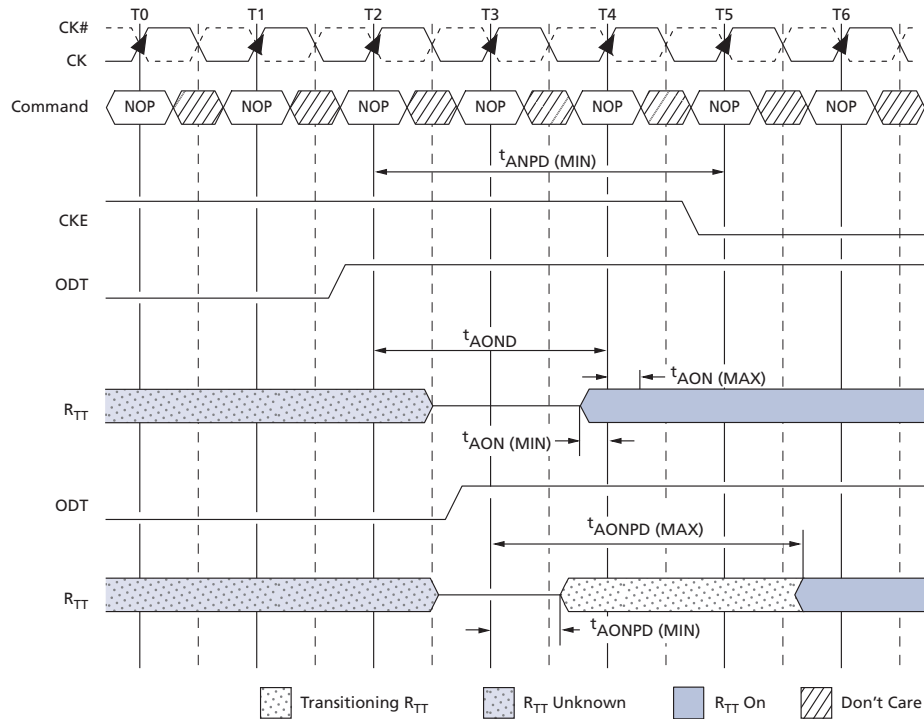 T0 T1 T2 T3 T4 T5 T6
CK#
CK
Command NOP NOP NOP NOP NOP NOP NOP
tANPD (MIN)
CKE
ODT
tAOND
tAON (MAX)
RTT
tAON (MIN)
ODT
tAONPD (MAX)
RTT
tAONPD (MIN)
Transitioning RTT RTT Unknown RTT On Don't Care